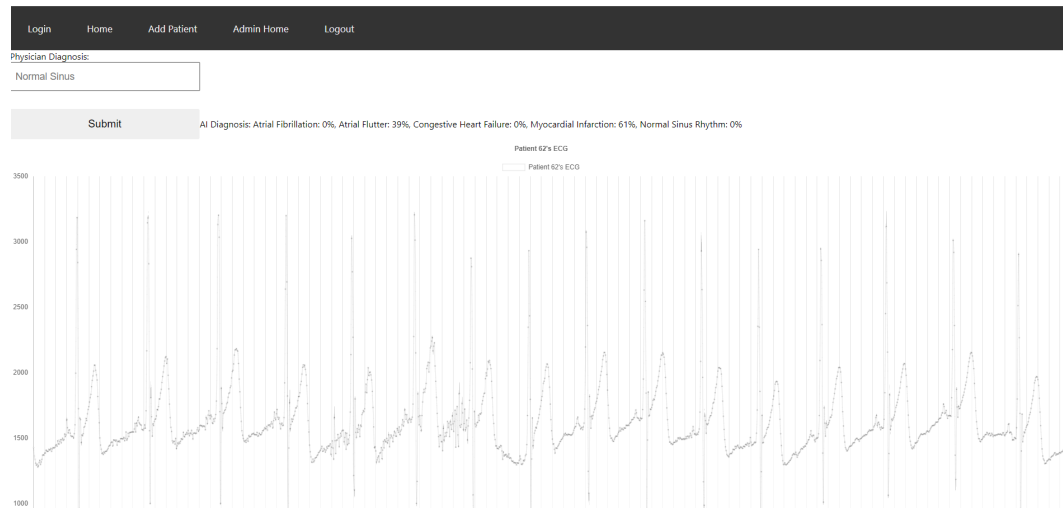 Login Home Add Patient Admin Home Logout
Physician Diagnosis:
Normal Sinus
Submit AI Diagnosis: Atrial Fibrillation: 0%, Atrial Flutter: 39%, Congestive Heart Failure: 0%, Myocardial Infarction: 61%, Normal Sinus Rhythm: 0%
Patient 62's ECG
Patient 62's ECG
3500
3000
2500
2000
1500
1000